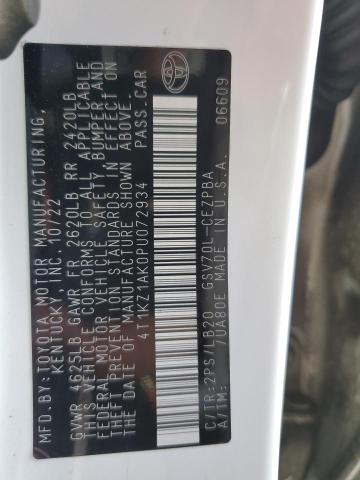 MFD. BY: TOYOTA MOTOR MANUFACTURING,
KENTUCKY, INC. 10/22
GVWR 4625LB GAWR FR 2620LB RR 2420LB
THIS VEHICLE CONFORMS TO ALL APPLICABLE
FEDERAL MOTOR VEHICLE SAFETY, BUMPER AND
THEFT PREVENTION STANDARDS IN EFFECT ON
THE DATE OF MANUFACTURE SHOWN ABOVE.
4T1KZ1AK0PU072934 PASS.CAR
C/TR:2PS/LB20 GSV70L-CEZPBA
A/TM: 7UA80E MADE IN U.S.A. 06609